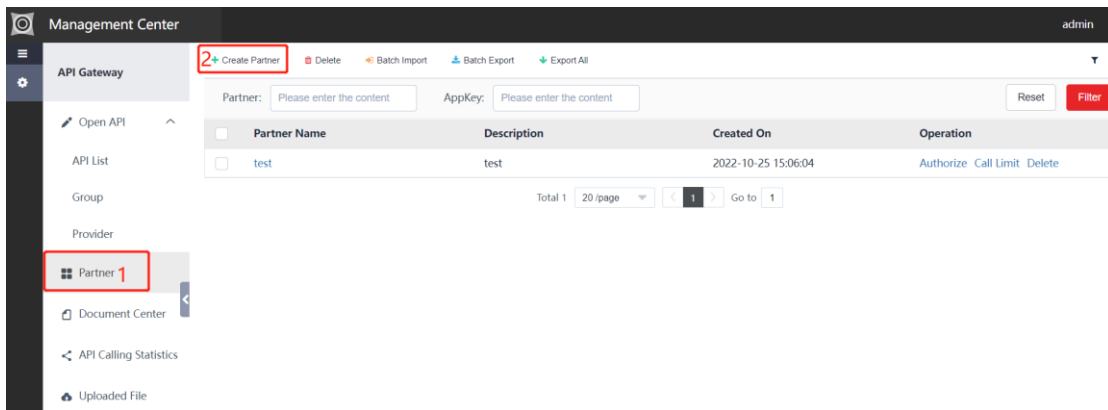 Management Center
admin
API Gateway
2
Create Partner
Delete
Batch Import
Batch Export
Export All
Partner:
Please enter the content
AppKey:
Please enter the content
Reset
Filter
Open API
API List
Group
Provider
Partner
1
Document Center
API Calling Statistics
Uploaded File
Partner Name
Description
Created On
Operation
test
test
2022-10-25 15:06:04
Authorize
Call Limit
Delete
Total 1
20 /page
1
Go to
1